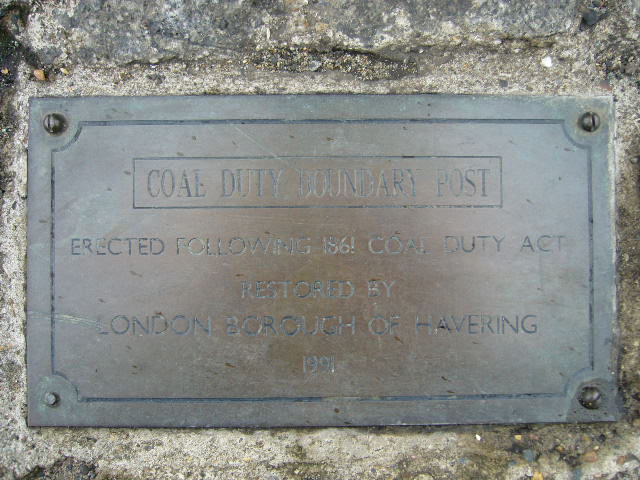 COAL DUTY BOUNDARY POST
ERECTED FOLLOWING 1861 COAL DUTY ACT
RESTORED BY
LONDON BOROUGH OF HAVERING
1991